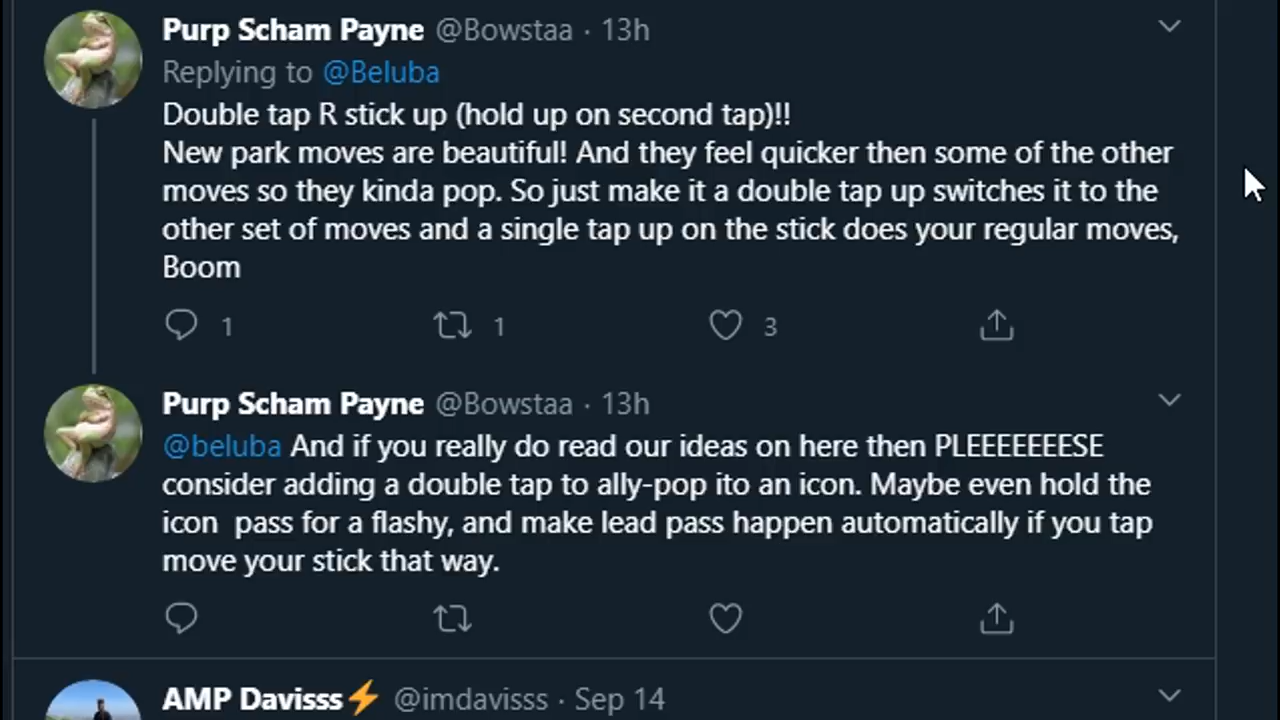 Purp Scham Payne @Bowstaa · 13h
Replying to @Beluba
Double tap R stick up (hold up on second tap)!!
New park moves are beautiful! And they feel quicker then some of the other
moves so they kinda pop. So just make it a double tap up switches it to the
other set of moves and a single tap up on the stick does your regular moves,
Boom
1 1 3
Purp Scham Payne @Bowstaa · 13h
@beluba And if you really do read our ideas on here then PLEEEEEEESE
consider adding a double tap to ally-pop ito an icon. Maybe even hold the
icon  pass for a flashy, and make lead pass happen automatically if you tap
move your stick that way.
AMP Davisss⚡ @imdavisss · Sep 14